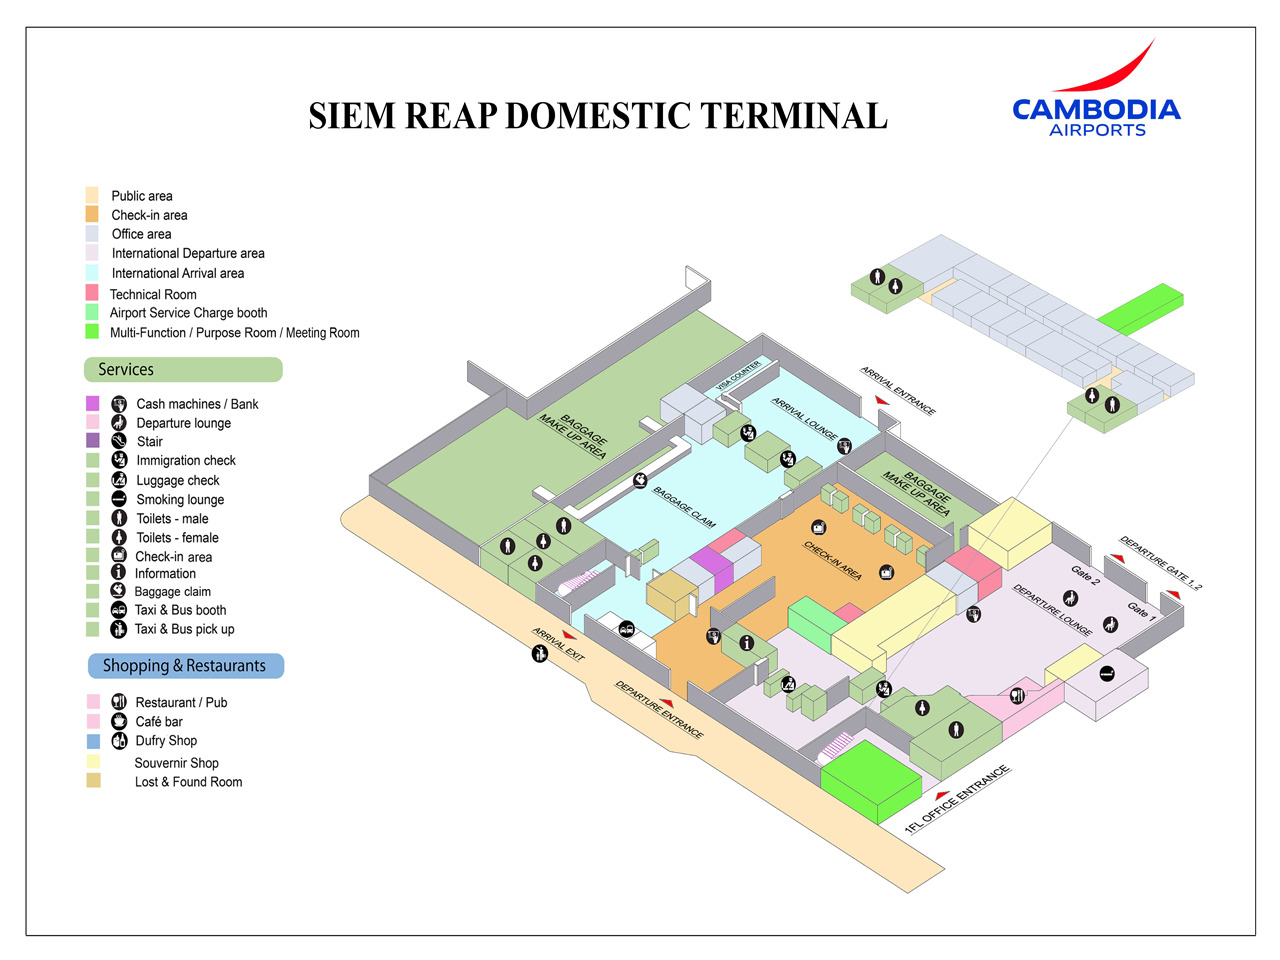 SIEM REAP DOMESTIC TERMINAL
CAMBODIA
AIRPORTS
Public area
Check-in area
Office area
International Departure area
International Arrival area
Technical Room
Airport Service Charge booth
Multi-Function / Purpose Room / Meeting Room
Services
Cash machines / Bank
Departure lounge
Stair
Immigration check
Luggage check
Smoking lounge
Toilets - male
Toilets - female
Check-in area
Information
Baggage claim
Taxi & Bus booth
Taxi & Bus pick up
Shopping & Restaurants
Restaurant / Pub
Café bar
Dufry Shop
Souvernir Shop
Lost & Found Room
VISA COUNTER
ARRIVAL ENTRANCE
ARRIVAL LOUNGE
BAGGAGE
MAKE UP AREA
BAGGAGE
MAKE UP AREA
BAGGAGE CLAIM
CHECK-IN AREA
DEPARTURE GATE 1, 2
Gate 2
Gate 1
DEPARTURE LOUNGE
ARRIVAL EXIT
DEPARTURE ENTRANCE
1FL OFFICE ENTRANCE